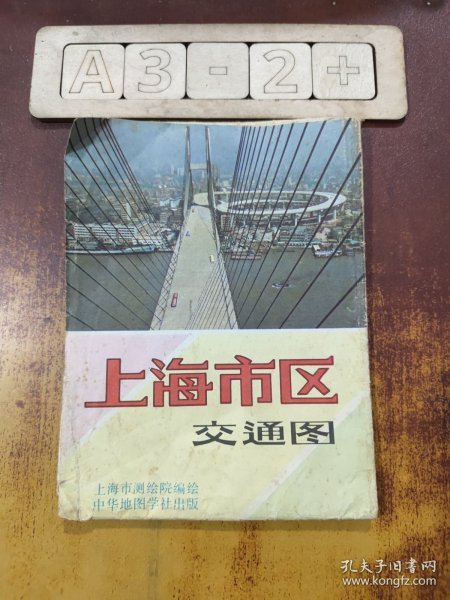 A3-2+
上海市区
交通图
上海市测绘院编绘
中华地图学社出版
孔夫子旧书网
www.kongfz.com